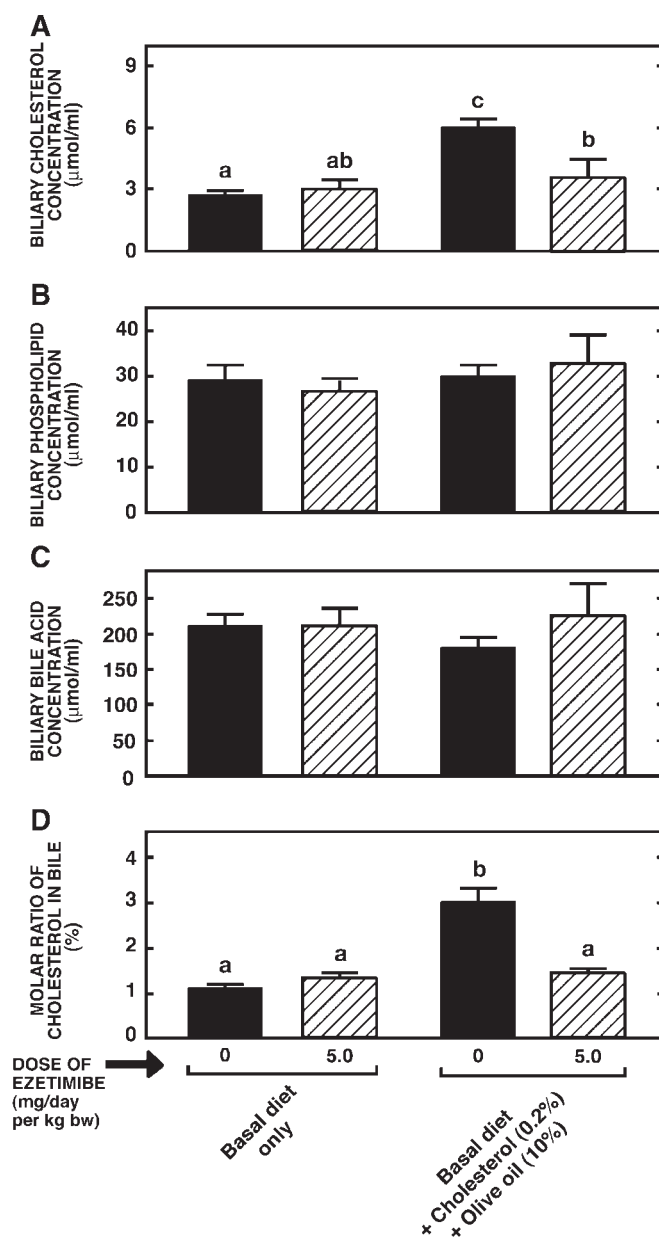 A
BILIARY CHOLESTEROL
CONCENTRATION
(μmol/ml)
9
6
3
0
a
ab
c
b
B
BILIARY PHOSPHOLIPID
CONCENTRATION
(μmol/ml)
40
30
20
10
0
C
BILIARY BILE ACID
CONCENTRATION
(μmol/ml)
250
200
150
100
50
0
D
MOLAR RATIO OF
CHOLESTEROL IN BILE
(%)
4
3
2
1
0
a
a
b
a
DOSE OF
EZETIMIBE
(mg/day
per kg bw)
0
5.0
0
5.0
Basal diet
only
Basal diet
+ Cholesterol (0.2%)
+ Olive oil (10%)